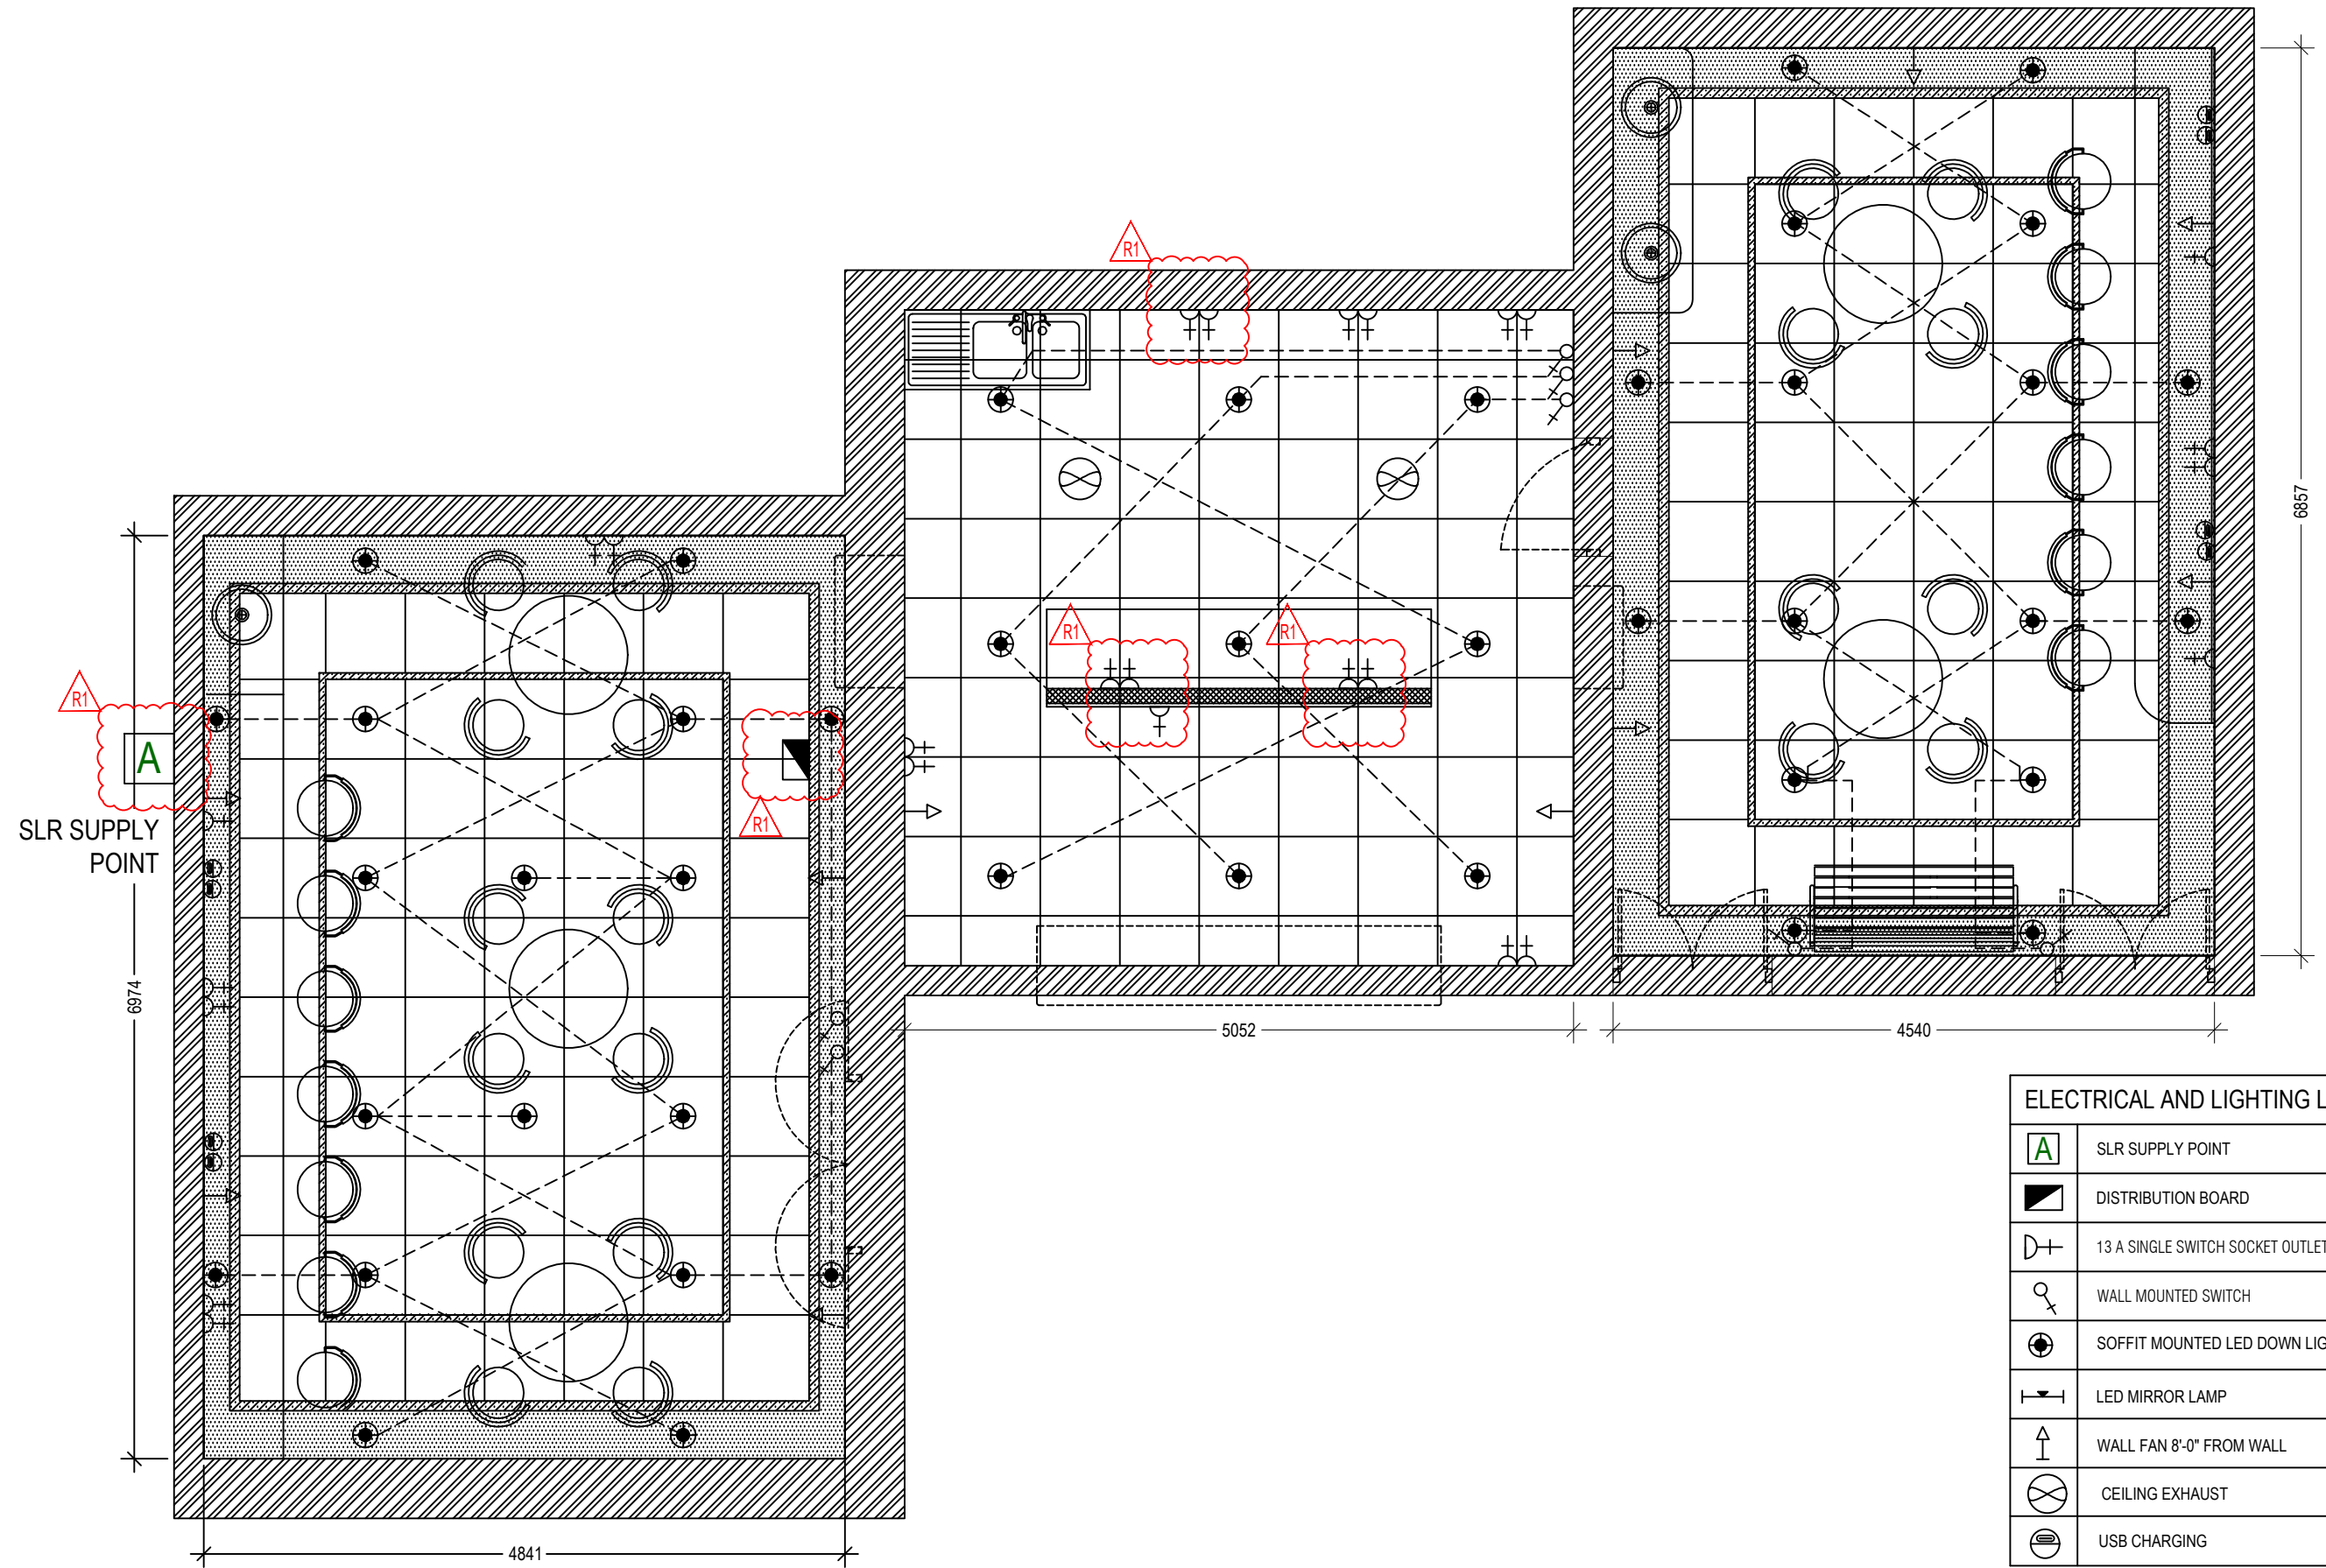 R1
R1
R1
R1
R1
A
SLR SUPPLY
POINT
6974
6857
5052
4540
4841
ELECTRICAL AND LIGHTING L
A SLR SUPPLY POINT
DISTRIBUTION BOARD
13 A SINGLE SWITCH SOCKET OUTLET
WALL MOUNTED SWITCH
SOFFIT MOUNTED LED DOWN LIG
LED MIRROR LAMP
WALL FAN 8'-0" FROM WALL
CEILING EXHAUST
USB CHARGING